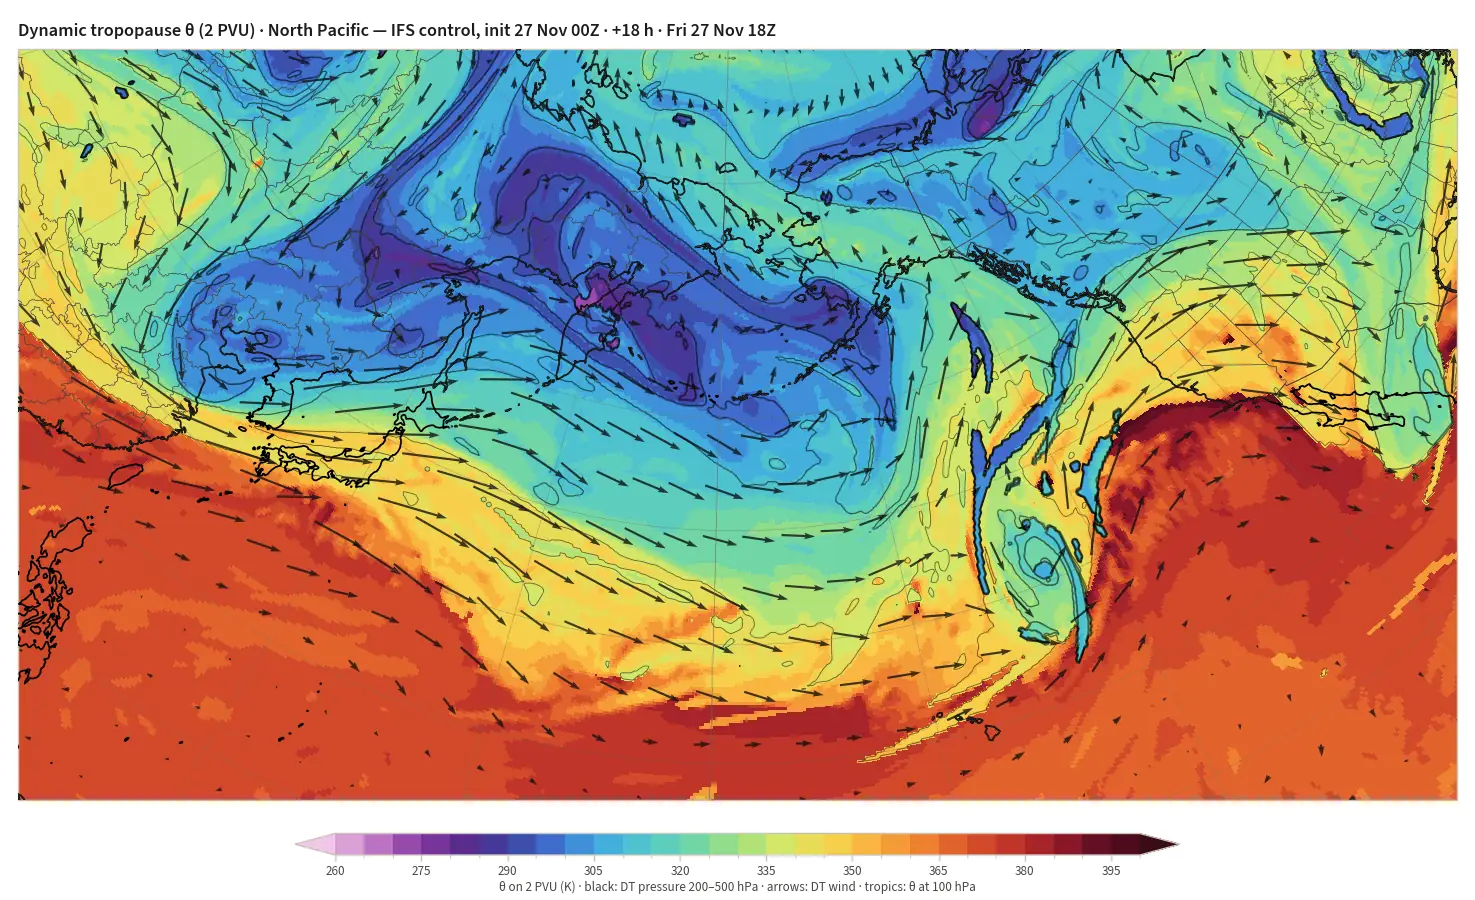 Dynamic tropopause θ (2 PVU) · North Pacific — IFS control, init 27 Nov 00Z · +18 h · Fri 27 Nov 18Z
260 275 290 305 320 335 350 365 380 395
θ on 2 PVU (K) · black: DT pressure 200–500 hPa · arrows: DT wind · tropics: θ at 100 hPa